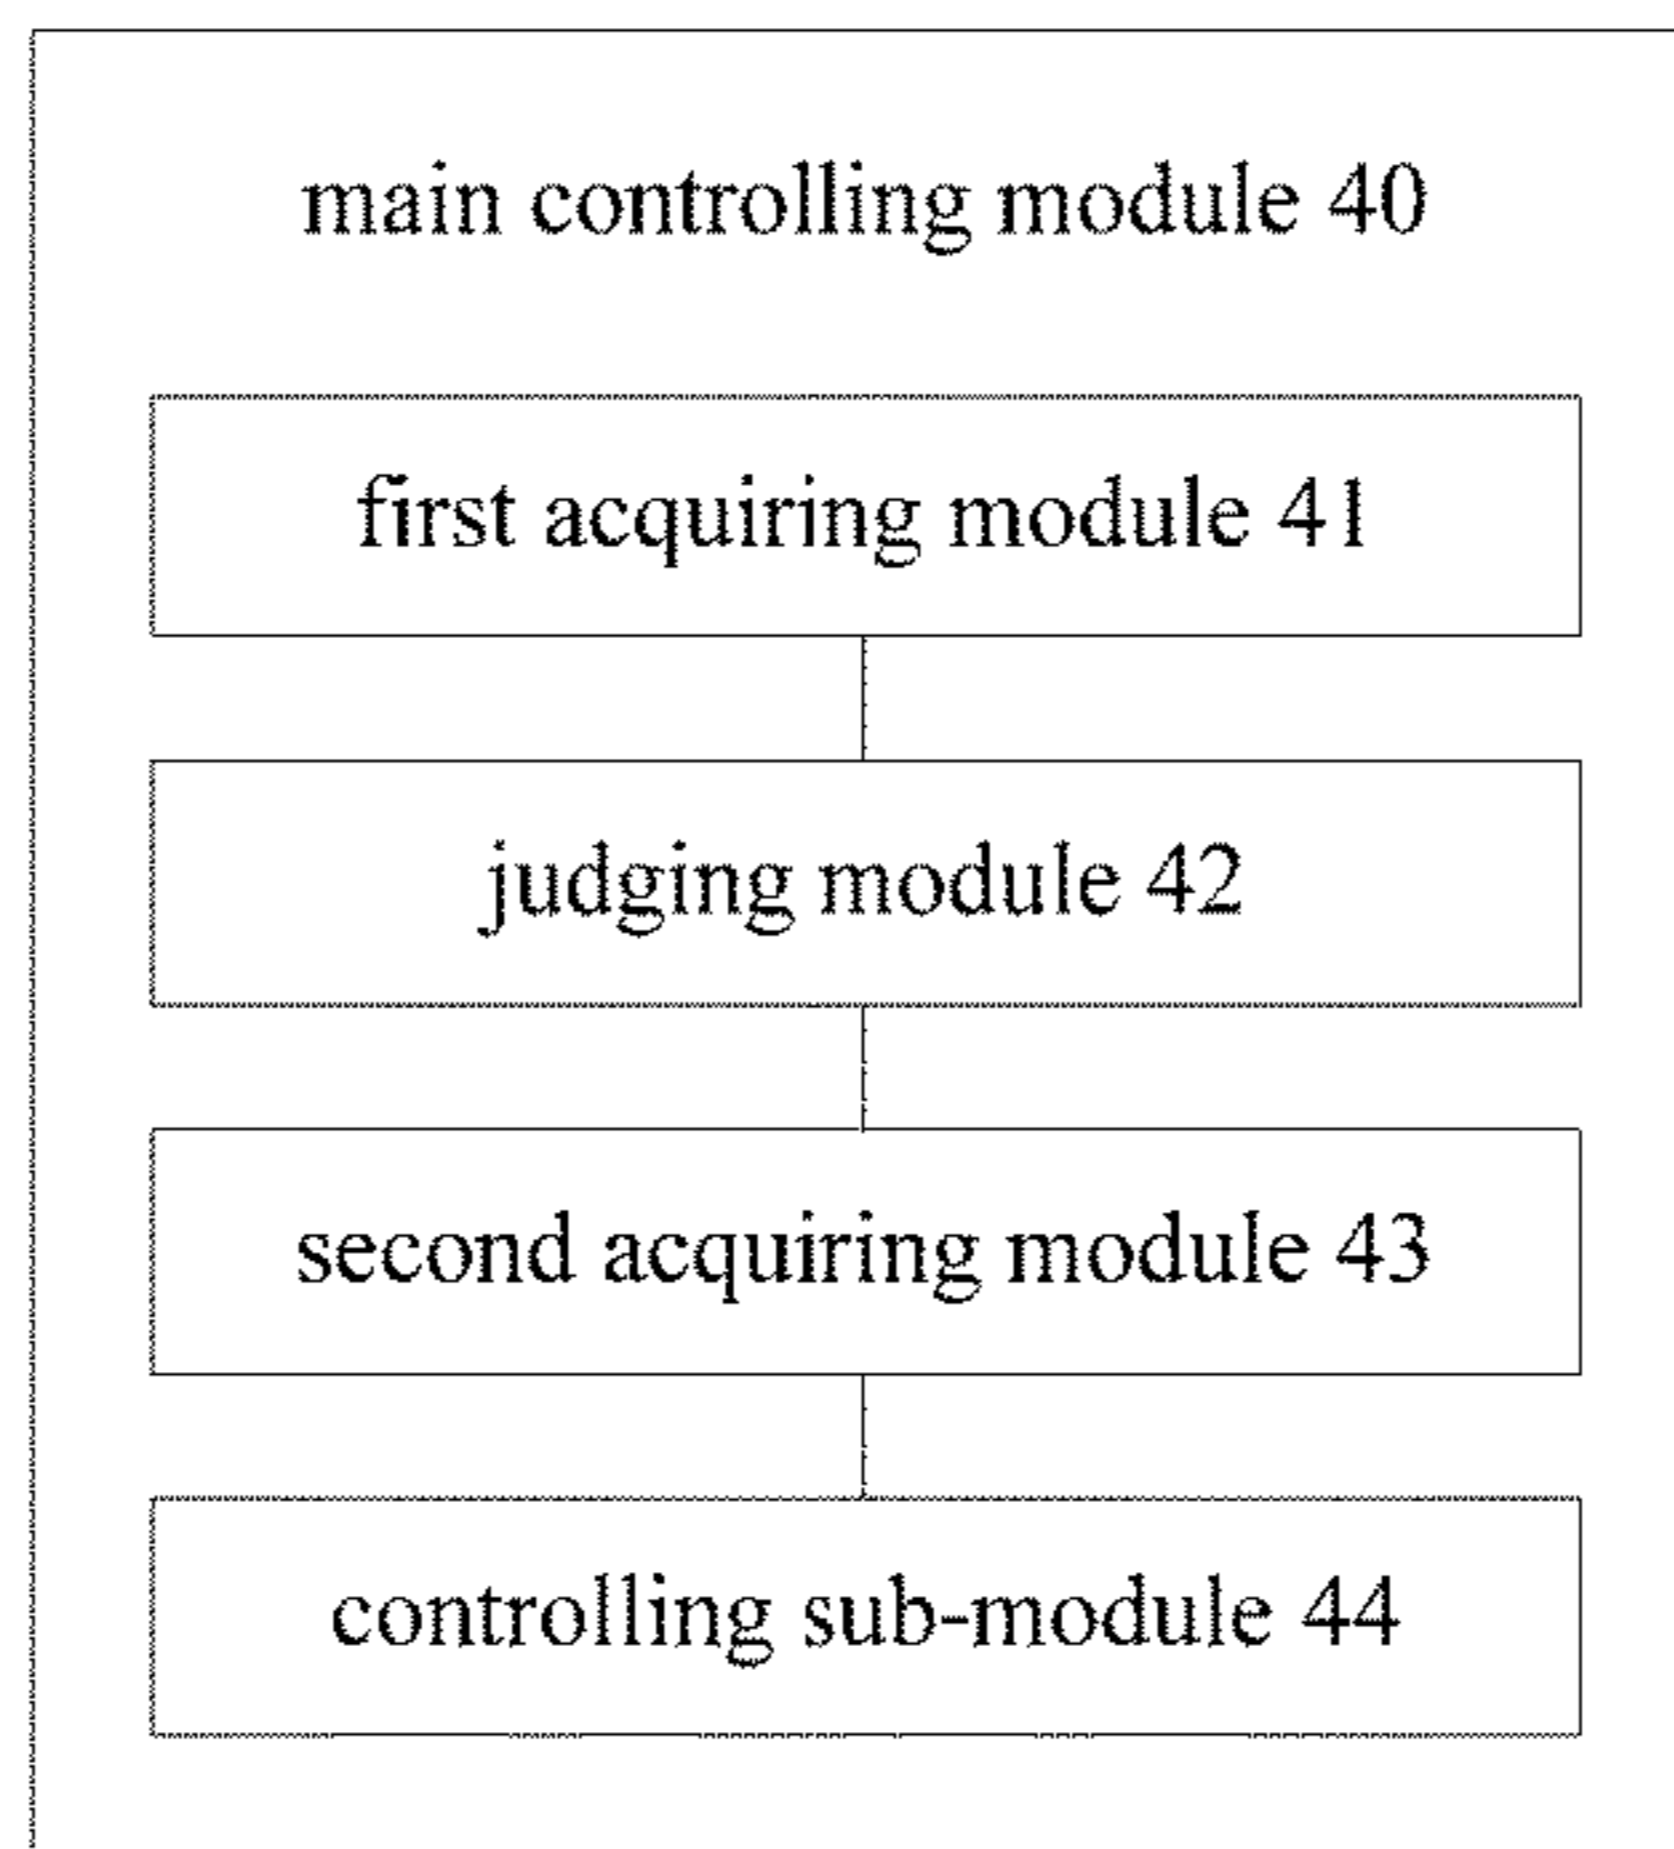 main controlling module 40
first acquiring module 41
judging module 42
second acquiring module 43
controlling sub-module 44